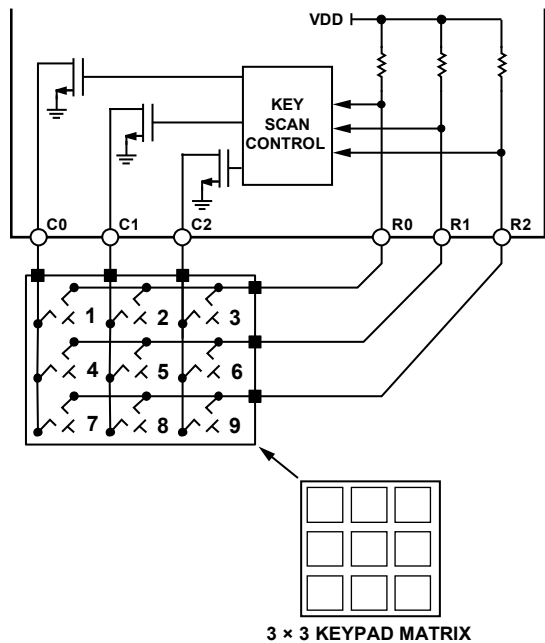 VDD
KEY
SCAN
CONTROL
C0 C1 C2 R0 R1 R2
1 2 3
4 5 6
7 8 9
3 × 3 KEYPAD MATRIX